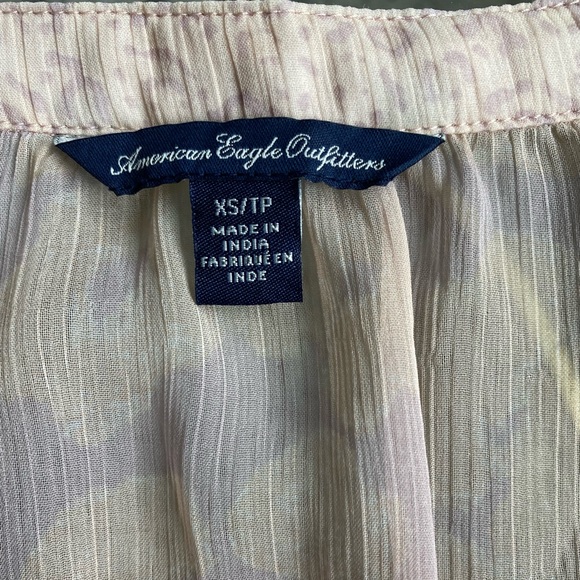 American Eagle Outfitters
XS/TP
MADE IN
INDIA
FABRIQUÉ EN
INDE